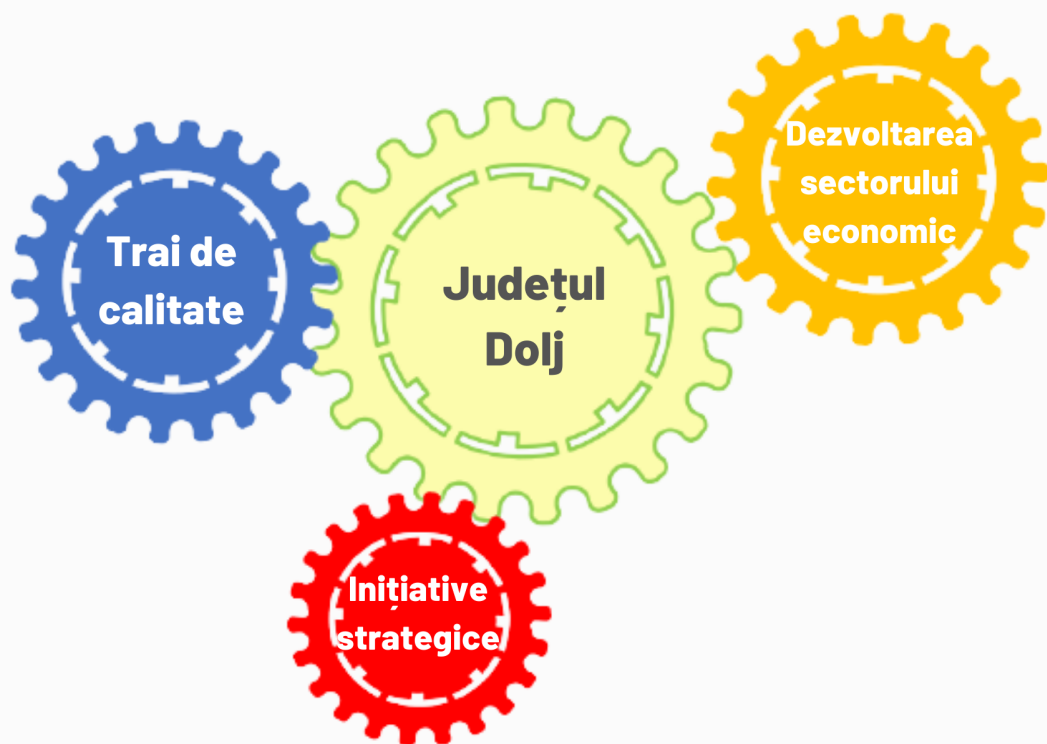 Trai de
calitate
Județul
Dolj
Dezvoltarea
sectorului
economic
Inițiative
strategice